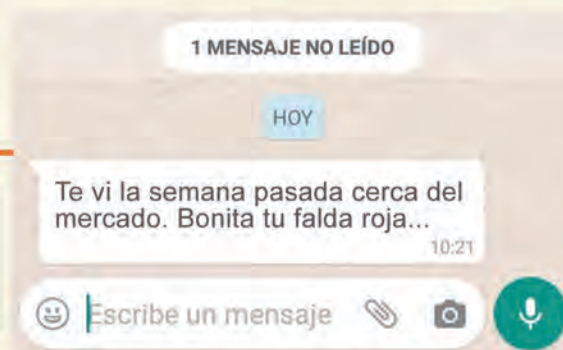 1 MENSAJE NO LEÍDO
HOY
Te vi la semana pasada cerca del
mercado. Bonita tu falda roja...
10:21
Escribe un mensaje